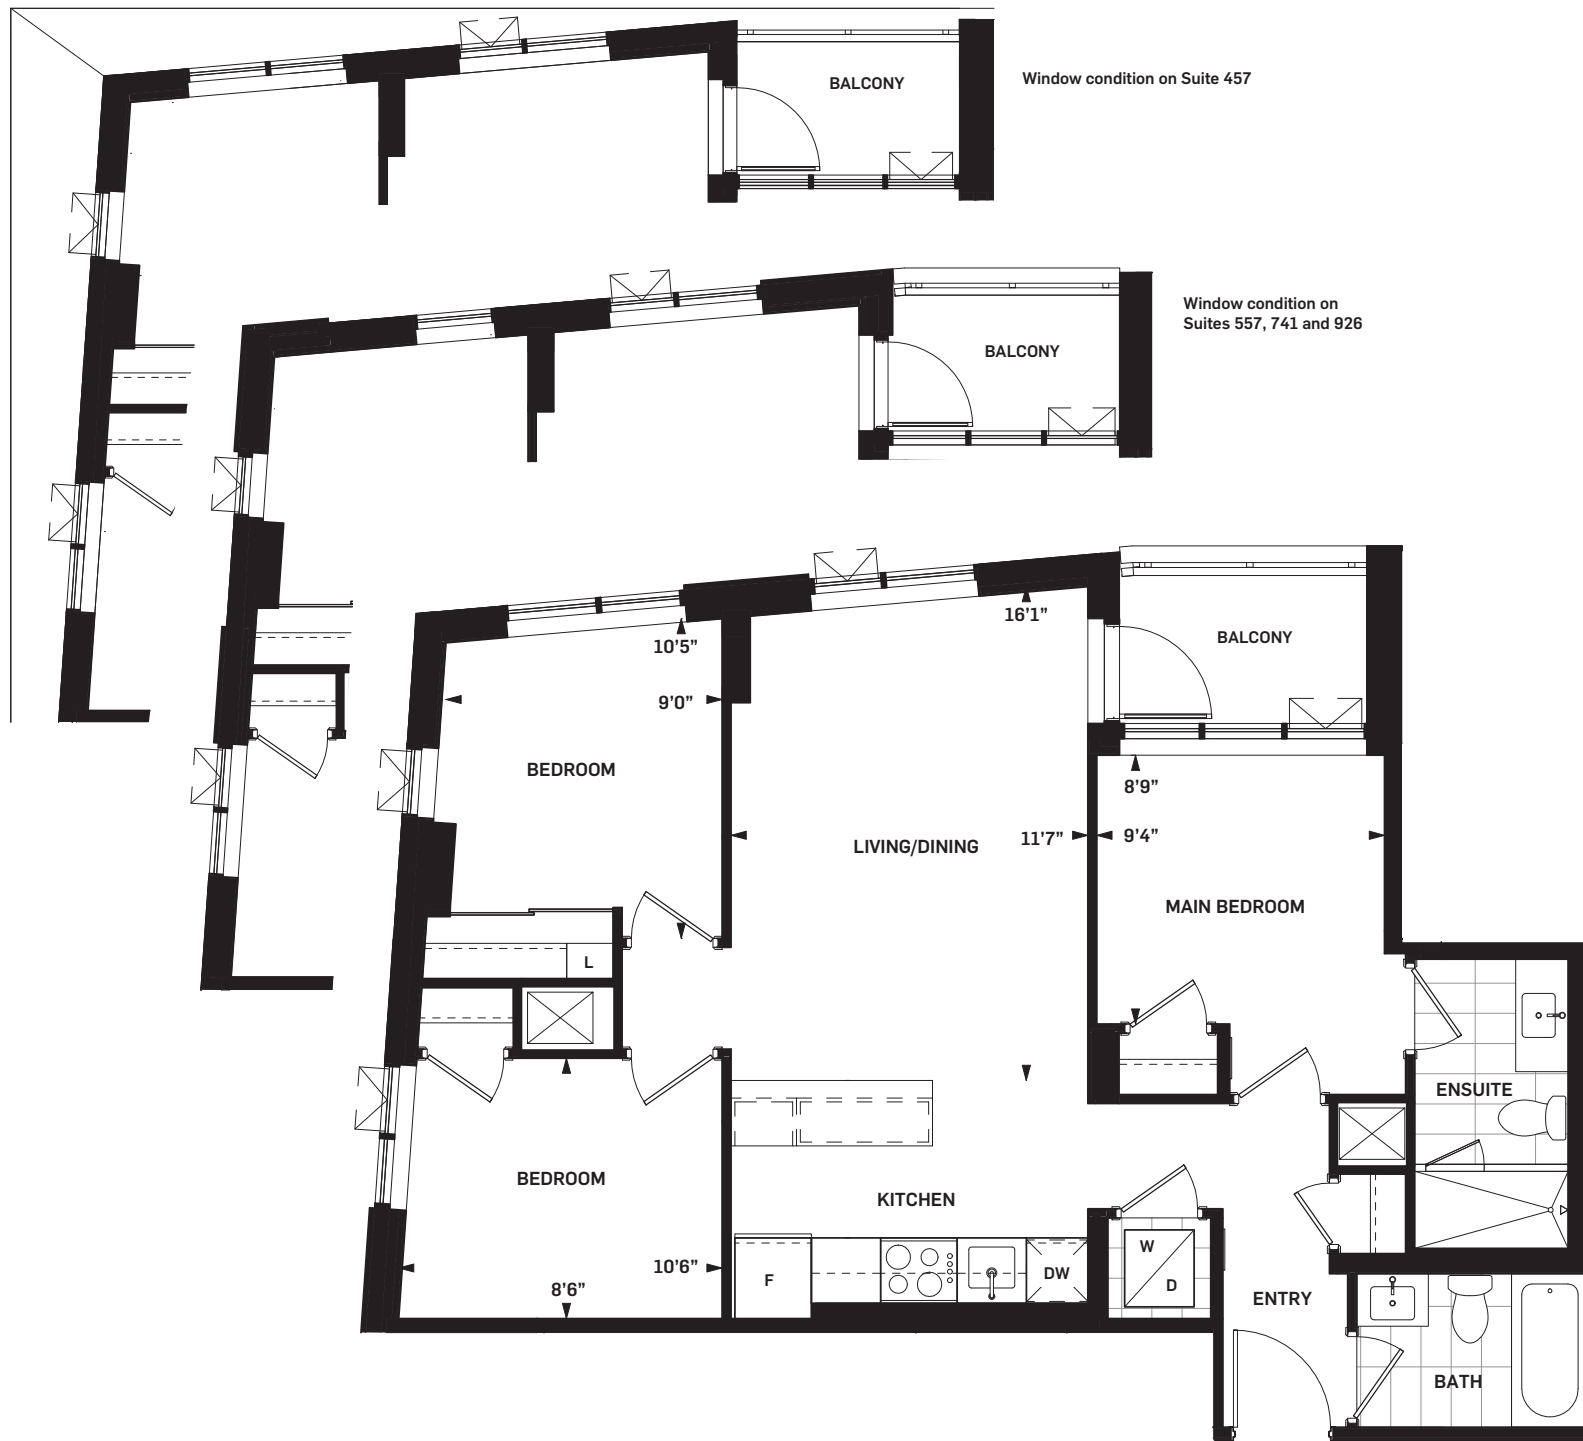 BALCONY
Window condition on Suite 457
BALCONY
Window condition on
Suites 557, 741 and 926
10’5”
16’1”
BALCONY
9’0”
BEDROOM
8’9”
LIVING/DINING
11’7”
9’4”
MAIN BEDROOM
L
ENSUITE
BEDROOM
KITCHEN
10’6”
8’6”
F
DW
W
D
ENTRY
BATH